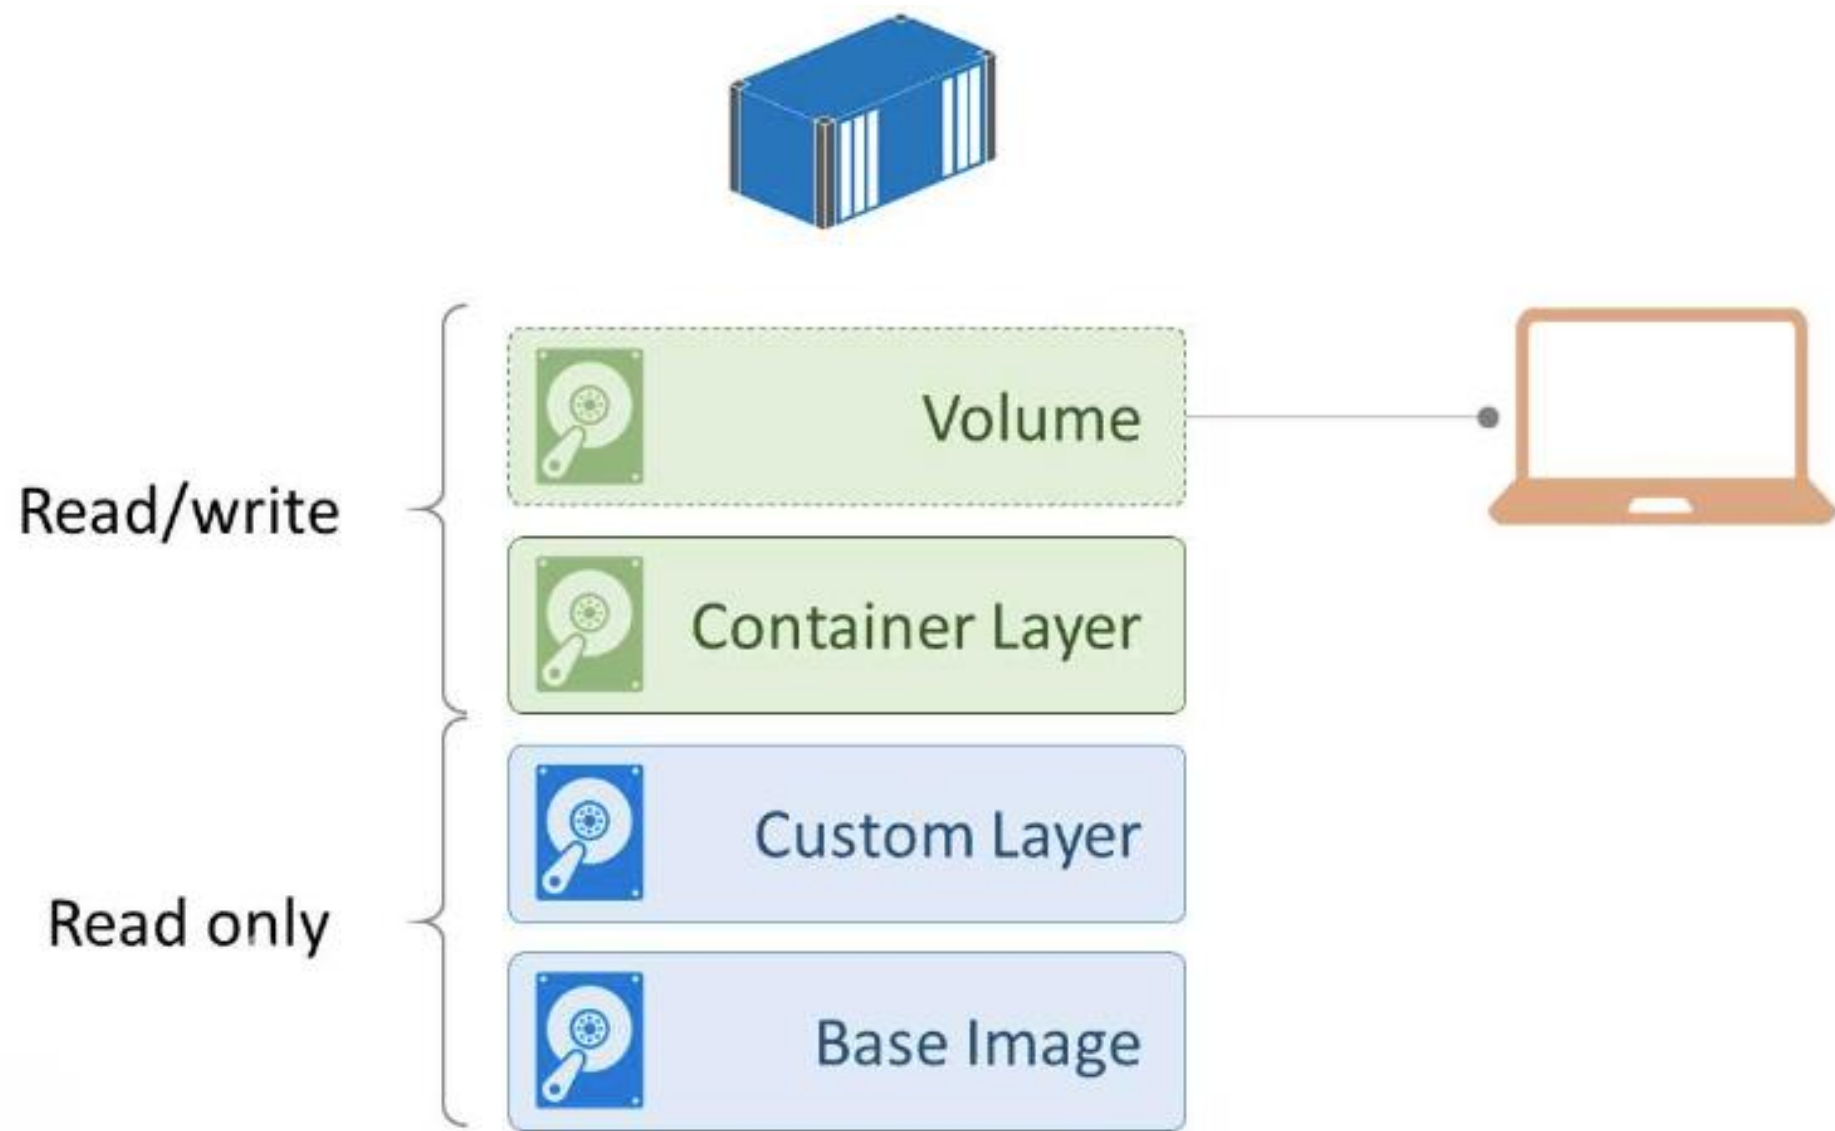 Volume
Read/write
Container Layer
Custom Layer
Read only
Base Image